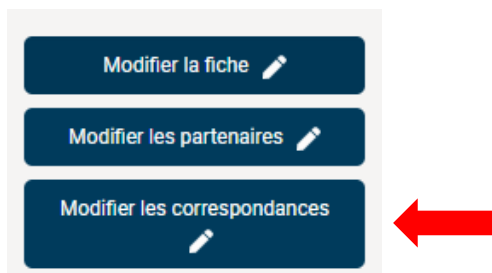 Modifier la fiche
Modifier les partenaires
Modifier les correspondances